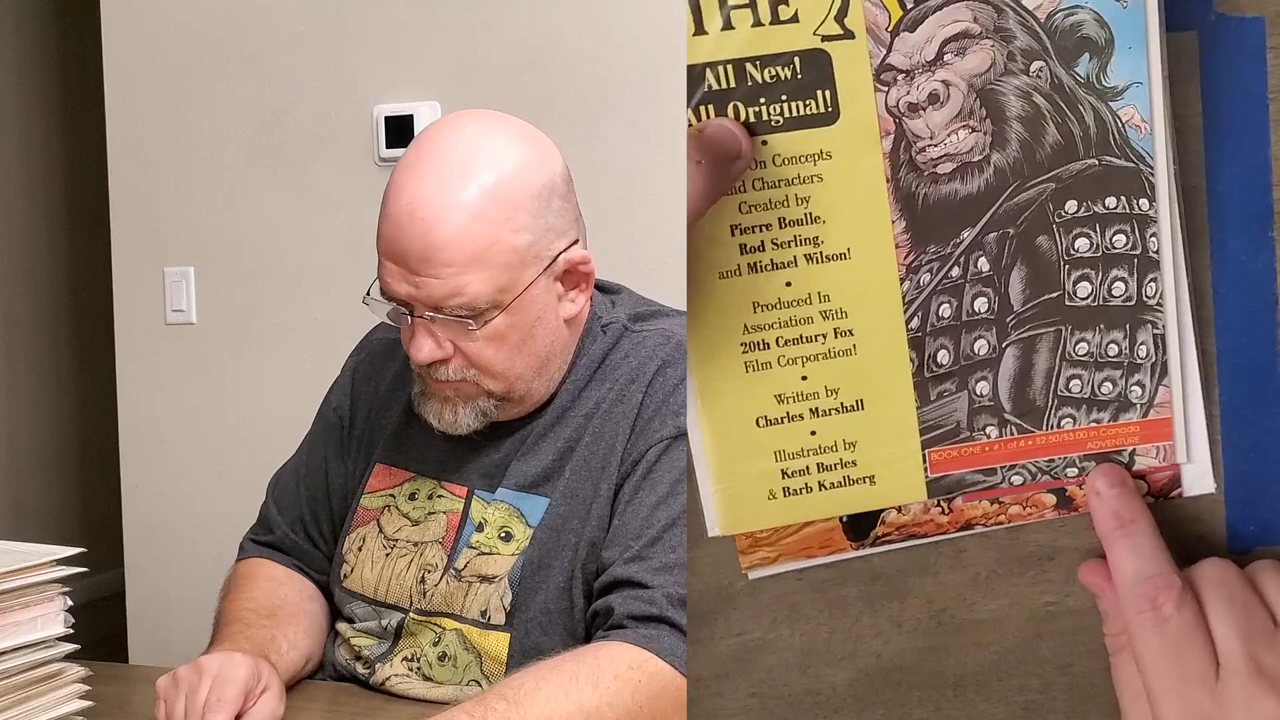 THE
All New!
All Original!
On Concepts
and Characters
Created by
Pierre Boulle,
Rod Serling,
and Michael Wilson!
Produced In
Association With
20th Century Fox
Film Corporation!
Written by
Charles Marshall
Illustrated by
Kent Burles
& Barb Kaalberg
BOOK ONE • #1 of 4 • $2.50/$3.00 in Canada
ADVENTURE